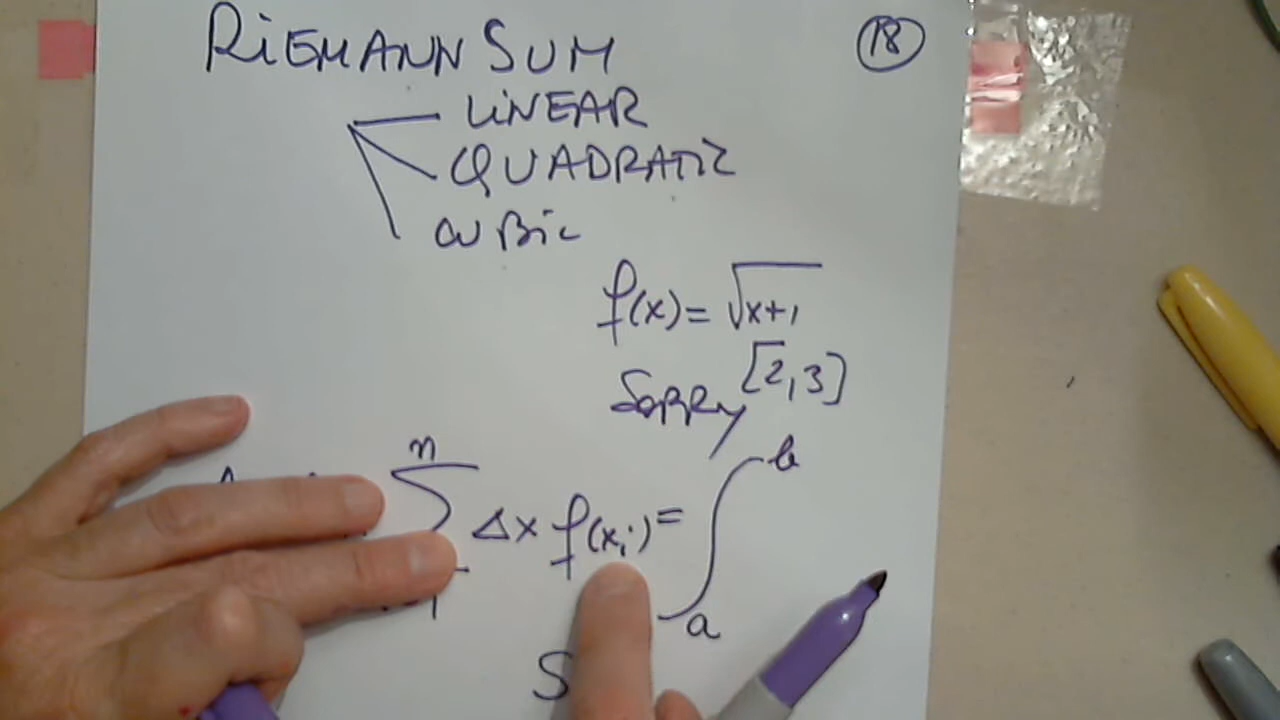 RIEMANN SUM
18
LINEAR
QUADRATIC
CUBIC
f(x) = √x+1
[2,3]
SORRY
n
b
Δx f(xi) = ∫
a
S